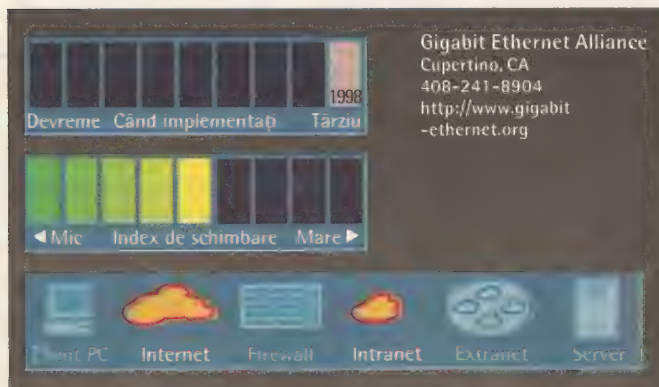 Gigabit Ethernet Alliance
Cupertino, CA
408-241-8904
http://www.gigabit
-ethernet.org
1998
Devreme Când implementați Târziu
◄ Mic Index de schimbare Mare ►
Client PC Internet Firewall Intranet Extranet Server